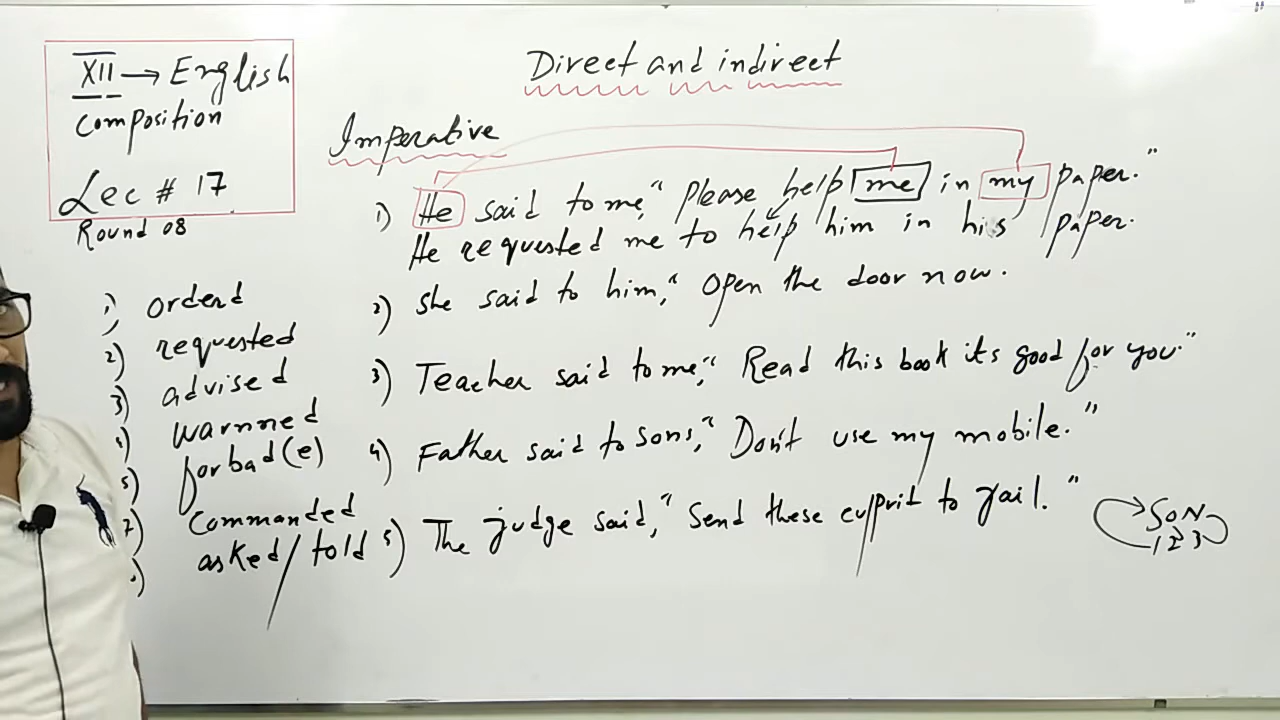 XII → English
composition
Lec # 17
Round 08
Direct and indirect
Imperative
1) He said to me, "Please help me in my paper."
He requested me to help him in his paper.
2) She said to him, "Open the door now.
3) Teacher said to me, "Read this book it's good for you."
4) Father said to sons, "Don't use my mobile."
5) The judge said, "Send these culprit to jail."
1) orderd
2) requested
3) advised
4) warnned
5) forbad(e)
7) Commanded
asked/told
SON
1 2 3